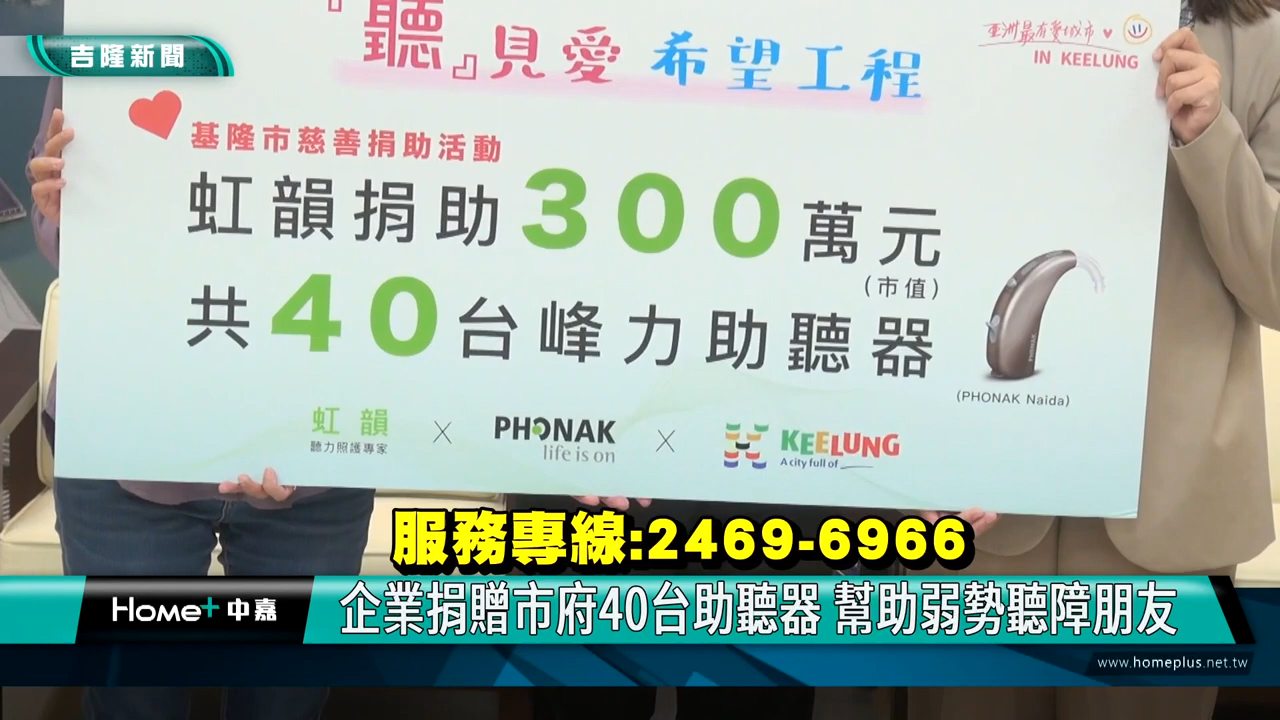 吉隆新聞
『聽』見愛 希望工程
亞洲最有愛城市
IN KEELUNG
基隆市慈善捐助活動
虹韻捐助300萬元
(市值)
共40台峰力助聽器
PHONAK
(PHONAK Naída)
虹韻
聽力照護專家
X
PHONAK
life is on
X
KEELUNG
A city full of
服務專線:2469-6966
Home+中嘉
企業捐贈市府40台助聽器 幫助弱勢聽障朋友
www.homeplus.net.tw